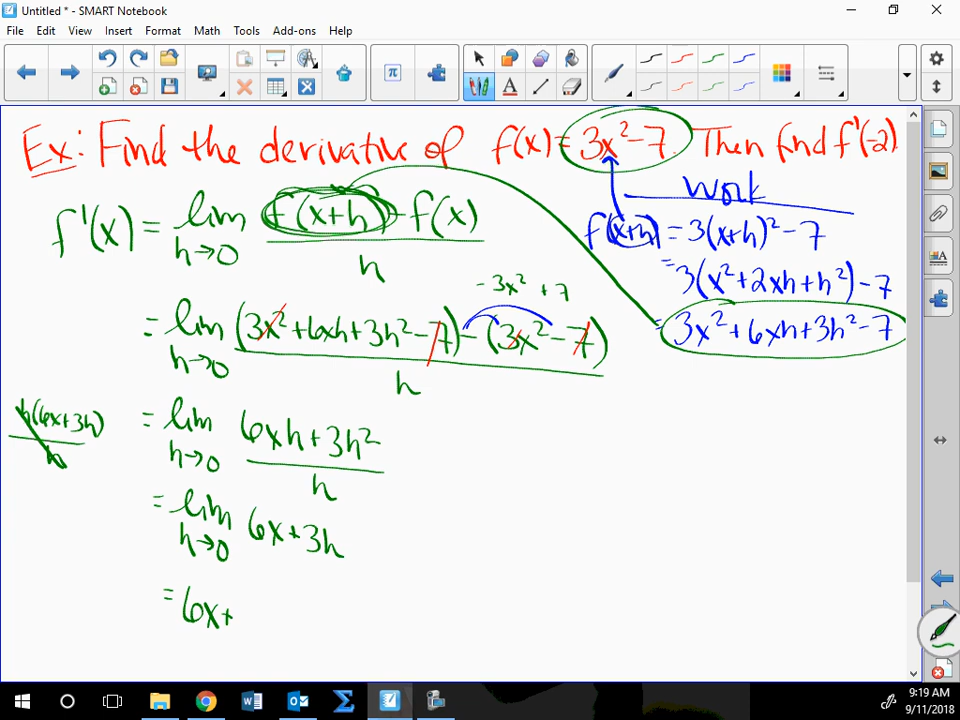 Untitled * - SMART Notebook
File Edit View Insert Format Math Tools Add-ons Help
Ex: Find the derivative of f(x) = 3x² - 7. Then find f'(-2)
Work
f'(x) = lim h→0 f(x+h) - f(x) / h
f(x+h) = 3(x+h)² - 7
= 3(x² + 2xh + h²) - 7
= 3x² + 6xh + 3h² - 7
- 3x² + 7
= lim h→0 (3x² + 6xh + 3h² - 7) - (3x² - 7) / h
h(6x+3h) / h
= lim h→0 6xh + 3h² / h
= lim h→0 6x + 3h
= 6x +
9:19 AM
9/11/2018